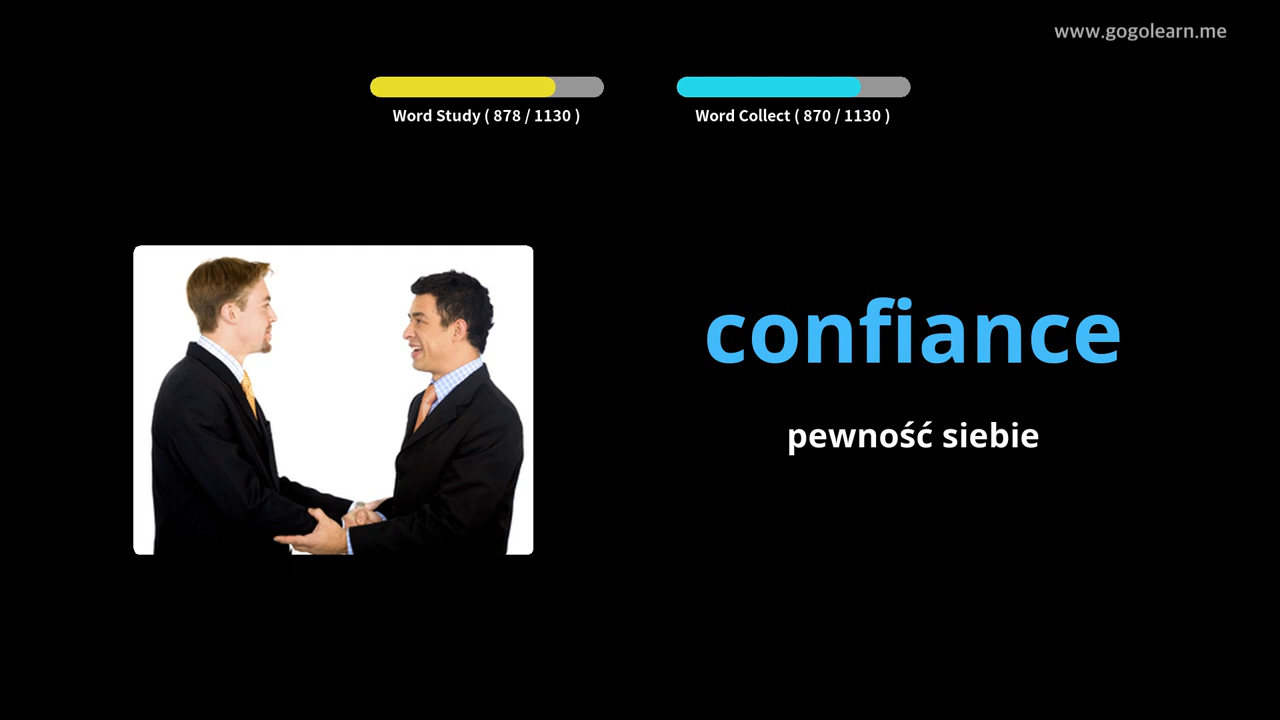 www.gogolearn.me
Word Study ( 878 / 1130 )
Word Collect ( 870 / 1130 )
confiance
pewność siebie